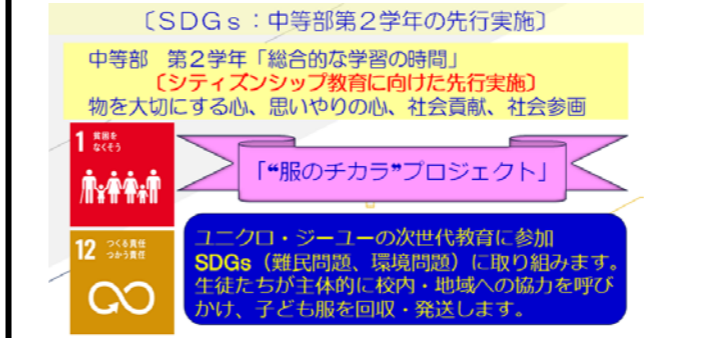 〔SDGs：中等部第2学年の先行実施〕
中等部　第2学年「総合的な学習の時間」
〔シティズンシップ教育に向けた先行実施〕
物を大切にする心、思いやりの心、社会貢献、社会参画
1 貧困を
なくそう
「“服のチカラ”プロジェクト」
12 つくる責任
つかう責任
ユニクロ・ジーユーの次世代教育に参加
SDGs（難民問題、環境問題）に取り組みます。
生徒たちが主体的に校内・地域への協力を呼び
かけ、子ども服を回収・発送します。